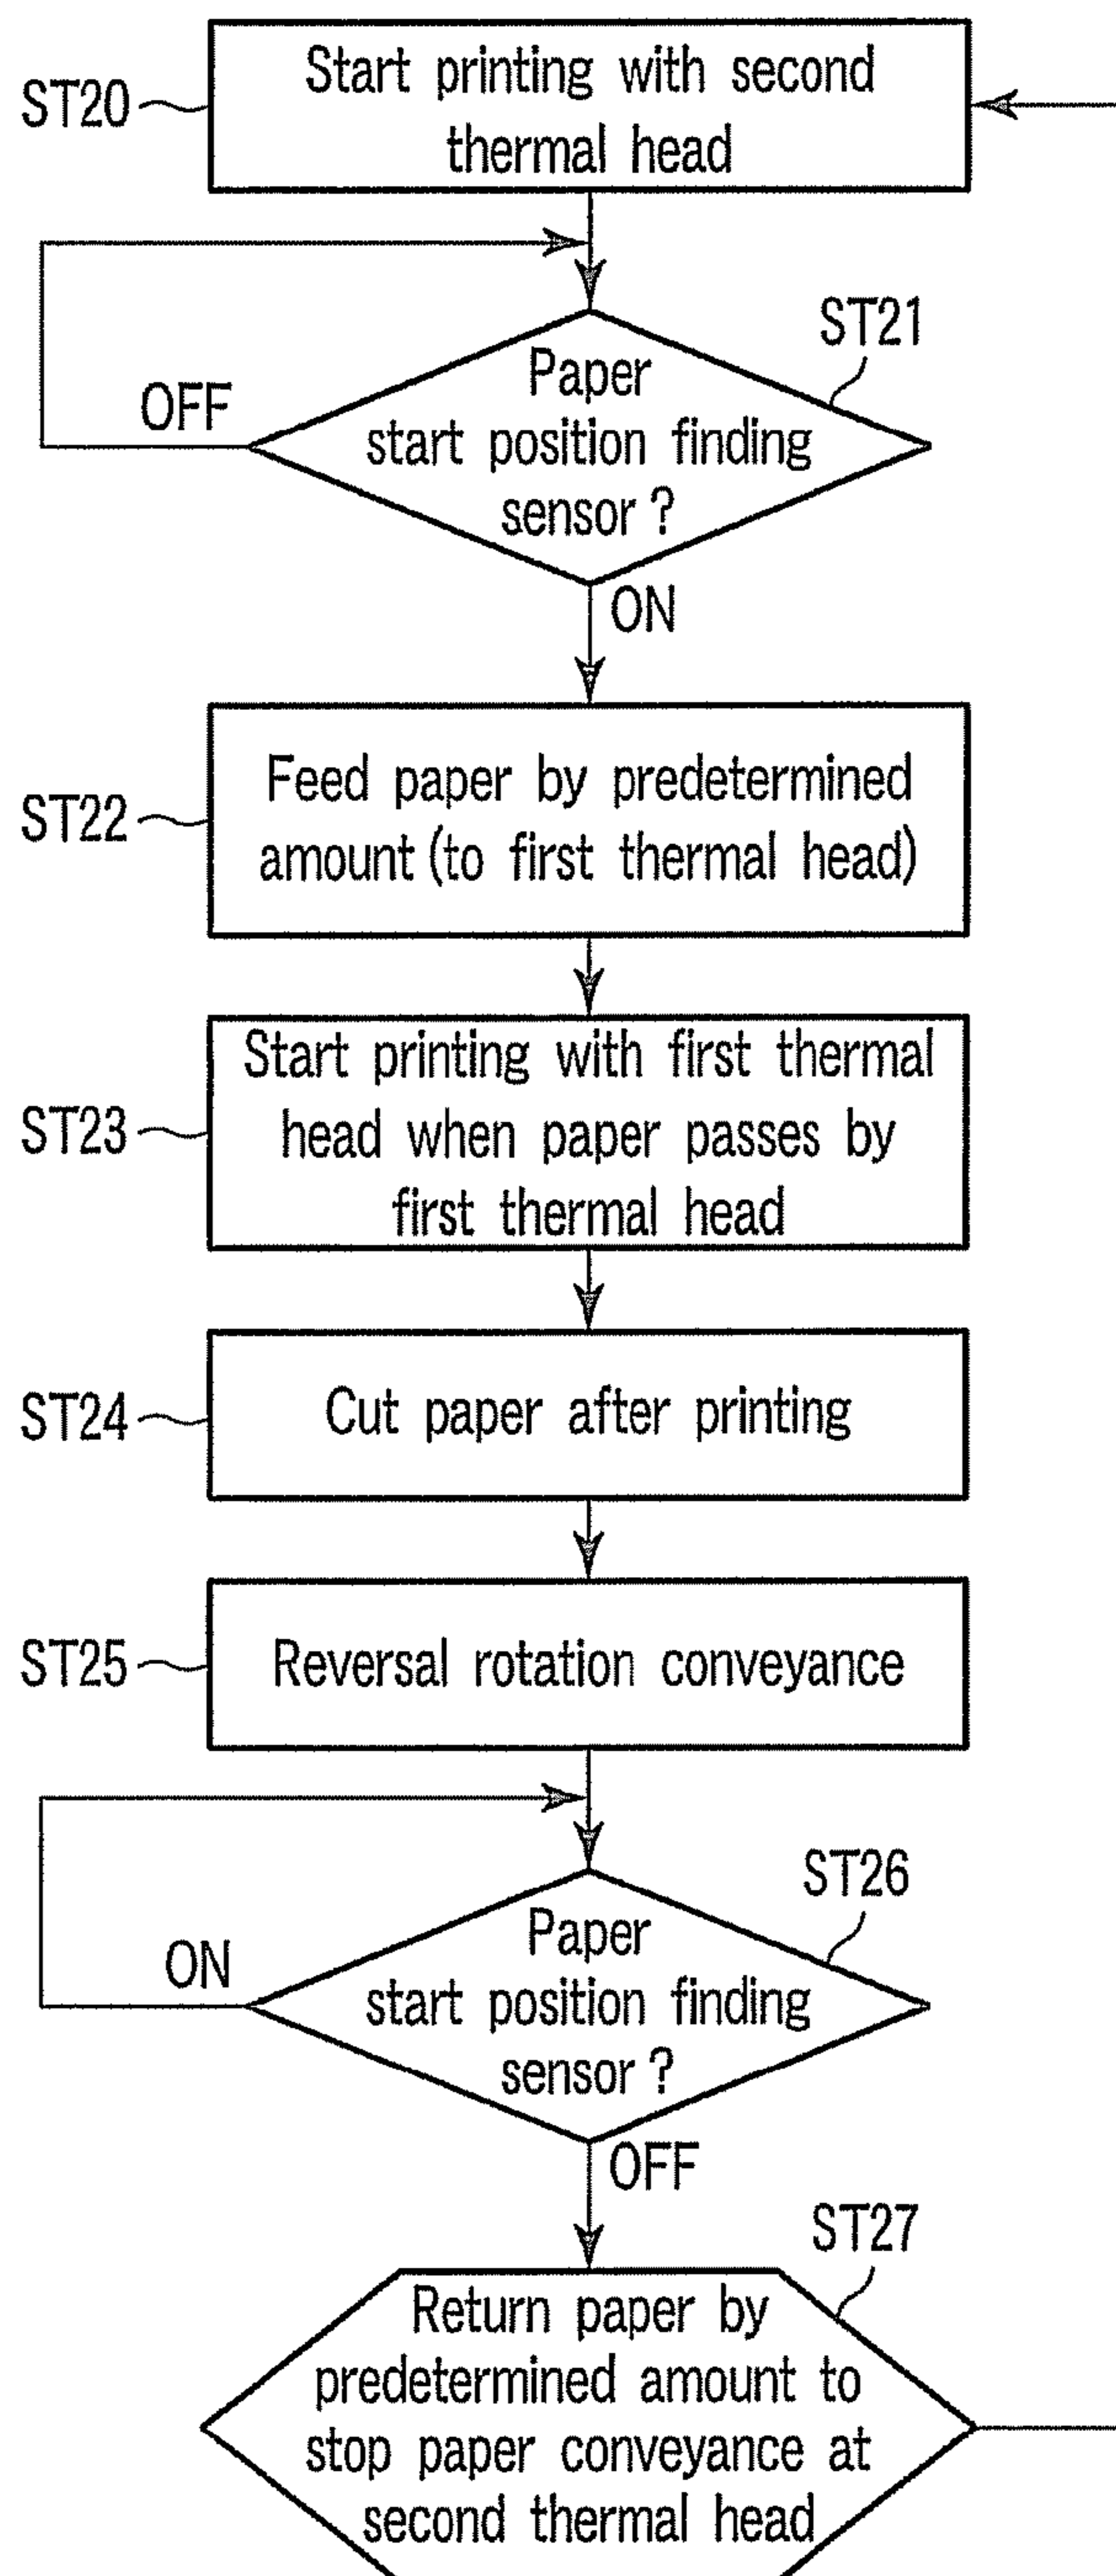 ST20
Start printing with second
thermal head
ST21
Paper
start position finding
sensor ?
OFF
ON
ST22
Feed paper by predetermined
amount (to first thermal head)
ST23
Start printing with first thermal
head when paper passes by
first thermal head
ST24
Cut paper after printing
ST25
Reversal rotation conveyance
ST26
Paper
start position finding
sensor ?
ON
OFF
ST27
Return paper by
predetermined amount to
stop paper conveyance at
second thermal head